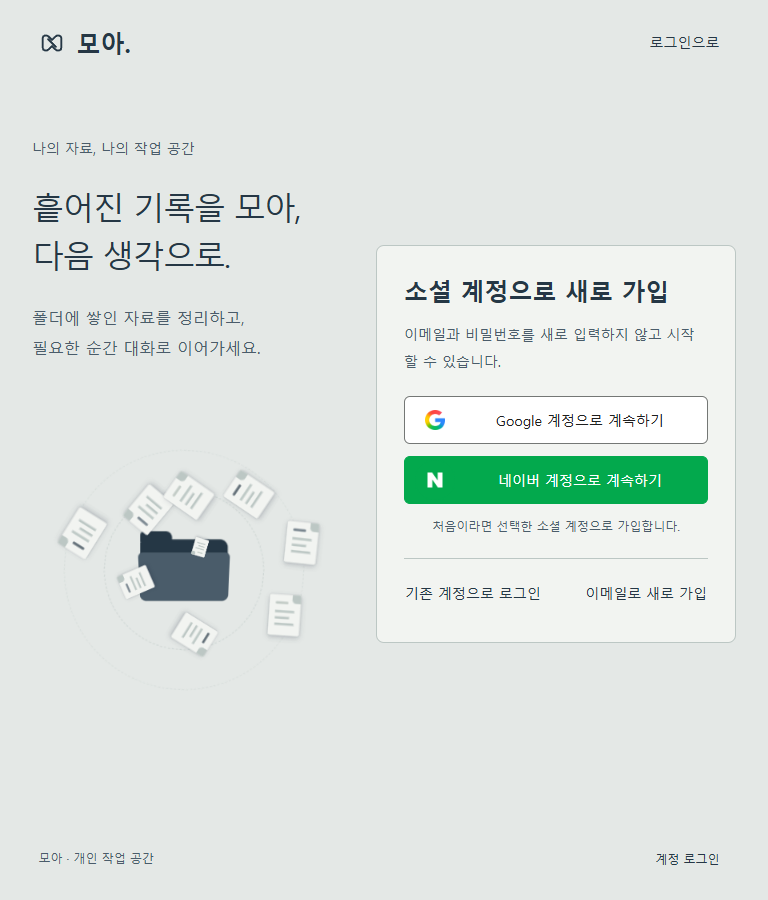 모아.
로그인으로
나의 자료, 나의 작업 공간
흩어진 기록을 모아,
다음 생각으로.
폴더에 쌓인 자료를 정리하고,
필요한 순간 대화로 이어가세요.
소셜 계정으로 새로 가입
이메일과 비밀번호를 새로 입력하지 않고 시작
할 수 있습니다.
Google 계정으로 계속하기
네이버 계정으로 계속하기
처음이라면 선택한 소셜 계정으로 가입합니다.
기존 계정으로 로그인
이메일로 새로 가입
모아 · 개인 작업 공간
계정 로그인